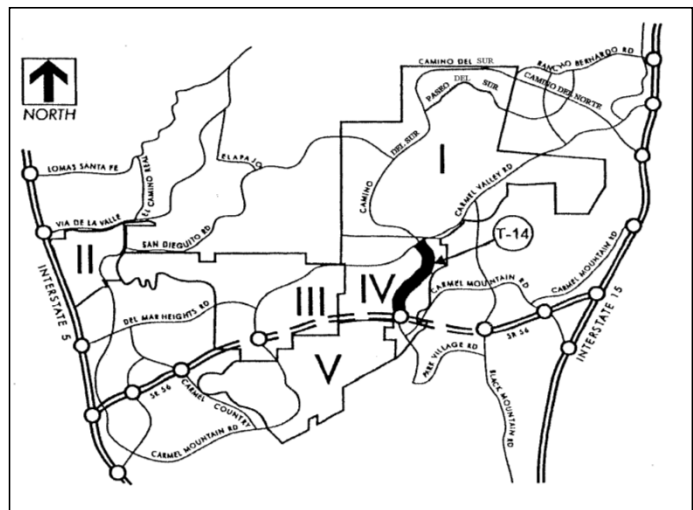 NORTH
CAMINO DEL SUR
RANCHO BERNARDO RD
PASEO DEL SUR
CAMINO DEL NORTE
LOMAS SANTA FE
EL CAMINO REAL
EL APAJO
DEL SUR
CAMINO
I
CARMEL VALLEY RD
VIA DE LA VALLE
SAN DIEGUITO RD
T-14
II
INTERSTATE 5
III
IV
CARMEL MOUNTAIN RD
CARMEL MOUNTAIN RD
DEL MAR HEIGHTS RD
SR 56
INTERSTATE 15
V
PARK VILLAGE RD
SR 56
CARMEL COUNTRY
BLACK MOUNTAIN
CARMEL MOUNTAIN RD